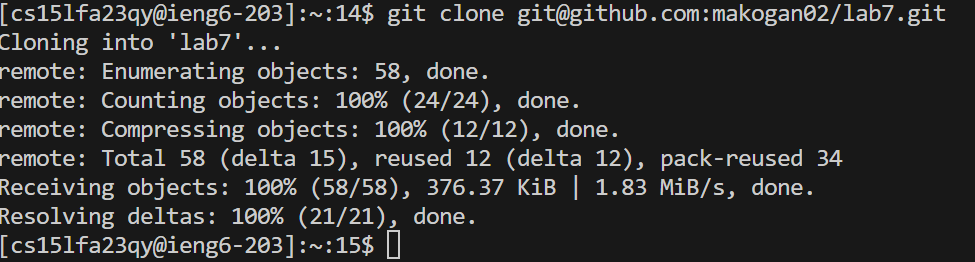 [cs15lfa23qy@ieng6-203]:~:14$ git clone git@github.com:makogan02/lab7.git
Cloning into 'lab7'...
remote: Enumerating objects: 58, done.
remote: Counting objects: 100% (24/24), done.
remote: Compressing objects: 100% (12/12), done.
remote: Total 58 (delta 15), reused 12 (delta 12), pack-reused 34
Receiving objects: 100% (58/58), 376.37 KiB | 1.83 MiB/s, done.
Resolving deltas: 100% (21/21), done.
[cs15lfa23qy@ieng6-203]:~:15$